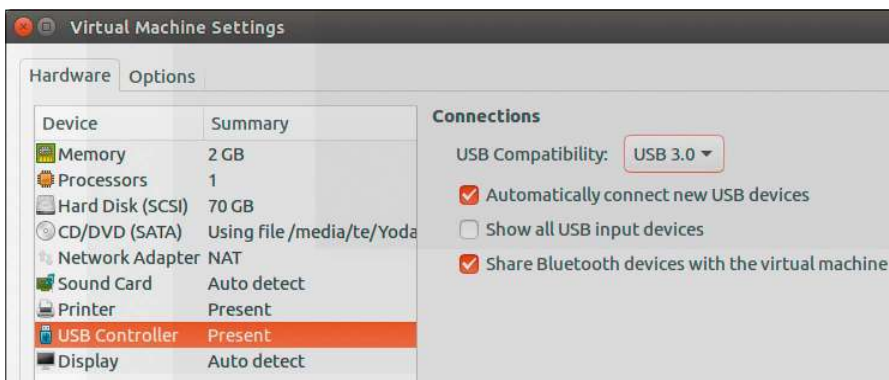 Virtual Machine Settings
Hardware Options
Device Summary
Memory 2 GB
Processors 1
Hard Disk (SCSI) 70 GB
CD/DVD (SATA) Using file /media/te/Yoda
Network Adapter NAT
Sound Card Auto detect
Printer Present
USB Controller Present
Display Auto detect
Connections
USB Compatibility: USB 3.0
Automatically connect new USB devices
Show all USB input devices
Share Bluetooth devices with the virtual machine